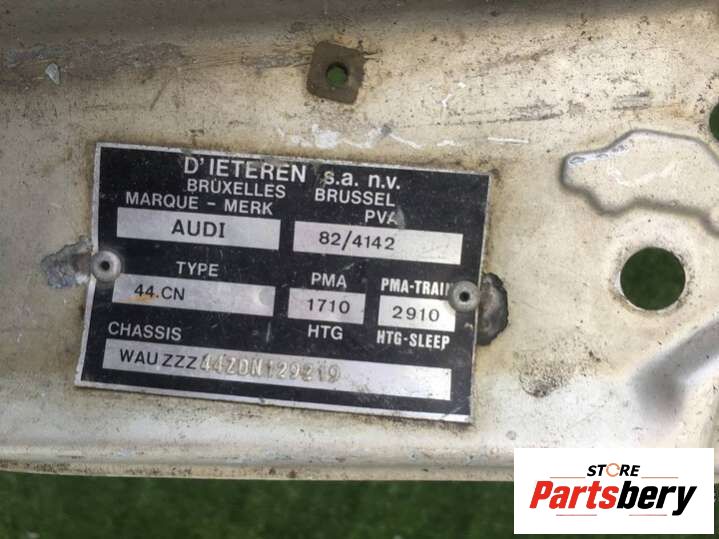 D'IETEREN s.a. n.v.
BRUXELLES BRUSSEL
MARQUE - MERK PVA
AUDI 82/4142
TYPE PMA PMA-TRAIN
44.CN 1710 2910
CHASSIS HTG HTG-SLEEP
WAUZZZ44ZDN129219
STORE
Partsbery